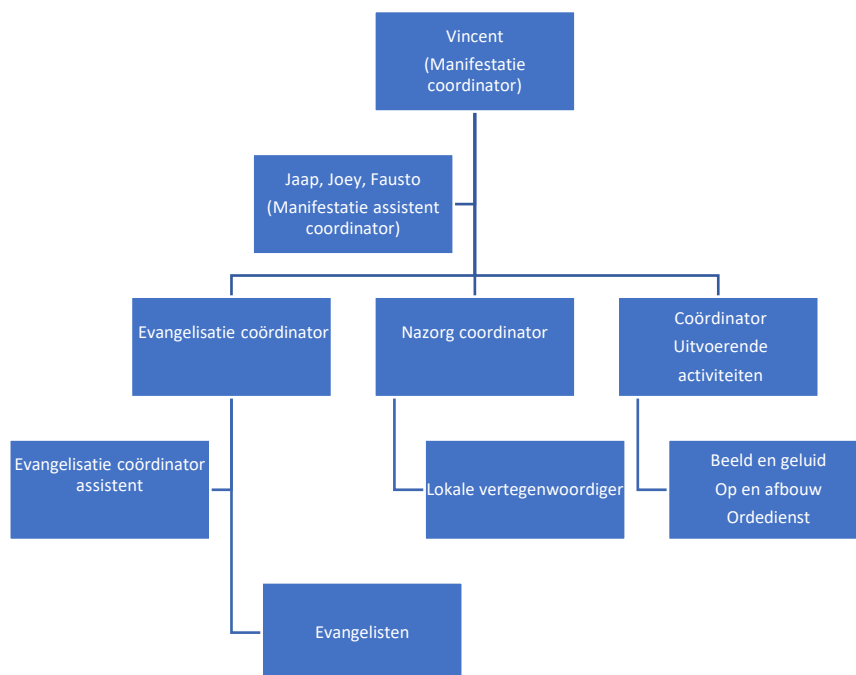 Vincent
(Manifestatie
coordinator)
Jaap, Joey, Fausto
(Manifestatie assistent
coordinator)
Evangelisatie coördinator
Nazorg coordinator
Coördinator
Uitvoerende
activiteiten
Evangelisatie coördinator
assistent
Lokale vertegenwoordiger
Beeld en geluid
Op en afbouw
Ordedienst
Evangelisten